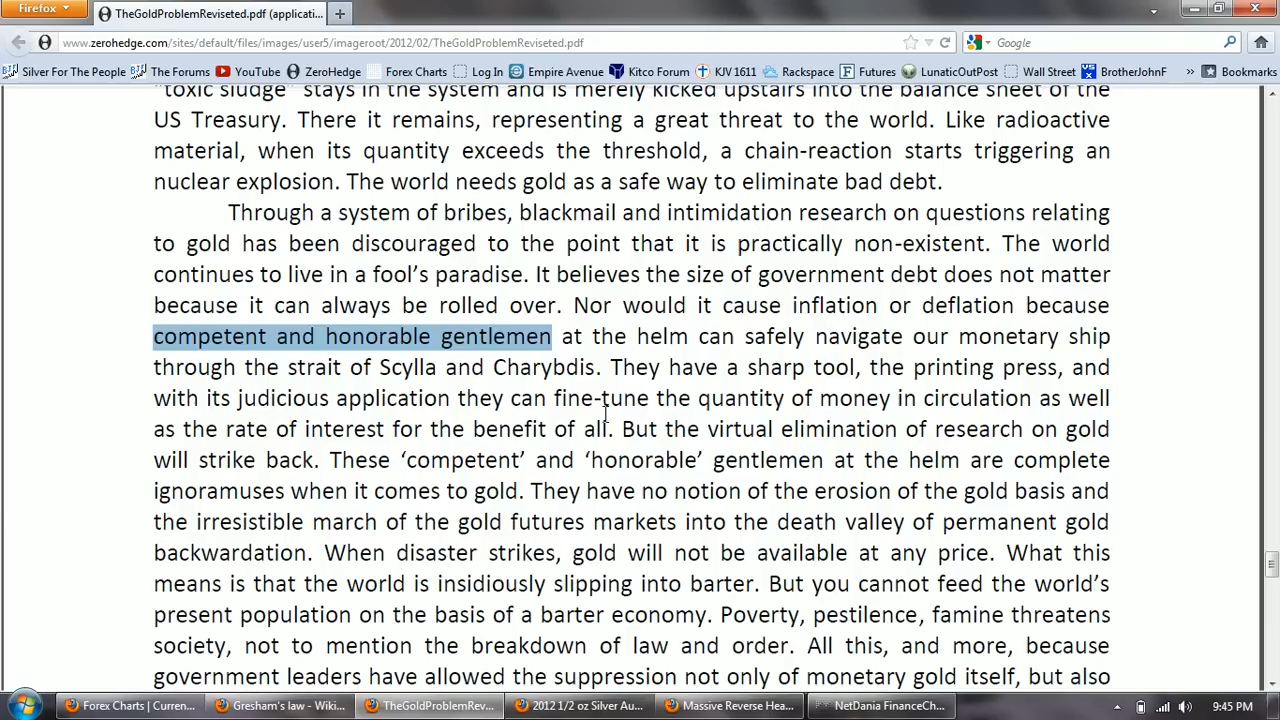 Firefox
TheGoldProblemReviseted.pdf (applicati...
www.zerohedge.com/sites/default/files/images/user5/imageroot/2012/02/TheGoldProblemReviseted.pdf
Google
Silver For The People
The Forums
YouTube
ZeroHedge
Forex Charts
Log In
Empire Avenue
Kitco Forum
KJV 1611
Rackspace
Futures
LunaticOutPost
Wall Street
BrotherJohnF
»
Bookmarks
"toxic sludge" stays in the system and is merely kicked upstairs into the balance sheet of the
US Treasury. There it remains, representing a great threat to the world. Like radioactive
material, when its quantity exceeds the threshold, a chain-reaction starts triggering an
nuclear explosion. The world needs gold as a safe way to eliminate bad debt.
Through a system of bribes, blackmail and intimidation research on questions relating
to gold has been discouraged to the point that it is practically non-existent. The world
continues to live in a fool’s paradise. It believes the size of government debt does not matter
because it can always be rolled over. Nor would it cause inflation or deflation because
competent and honorable gentlemen at the helm can safely navigate our monetary ship
through the strait of Scylla and Charybdis. They have a sharp tool, the printing press, and
with its judicious application they can fine-tune the quantity of money in circulation as well
as the rate of interest for the benefit of all. But the virtual elimination of research on gold
will strike back. These ‘competent’ and ‘honorable’ gentlemen at the helm are complete
ignoramuses when it comes to gold. They have no notion of the erosion of the gold basis and
the irresistible march of the gold futures markets into the death valley of permanent gold
backwardation. When disaster strikes, gold will not be available at any price. What this
means is that the world is insidiously slipping into barter. But you cannot feed the world’s
present population on the basis of a barter economy. Poverty, pestilence, famine threatens
society, not to mention the breakdown of law and order. All this, and more, because
government leaders have allowed the suppression not only of monetary gold itself, but also
Forex Charts | Curren...
Gresham's law - Wiki...
TheGoldProblemRev...
2012 1/2 oz Silver Au...
Massive Reverse Hea...
NetDania FinanceCh...
9:45 PM